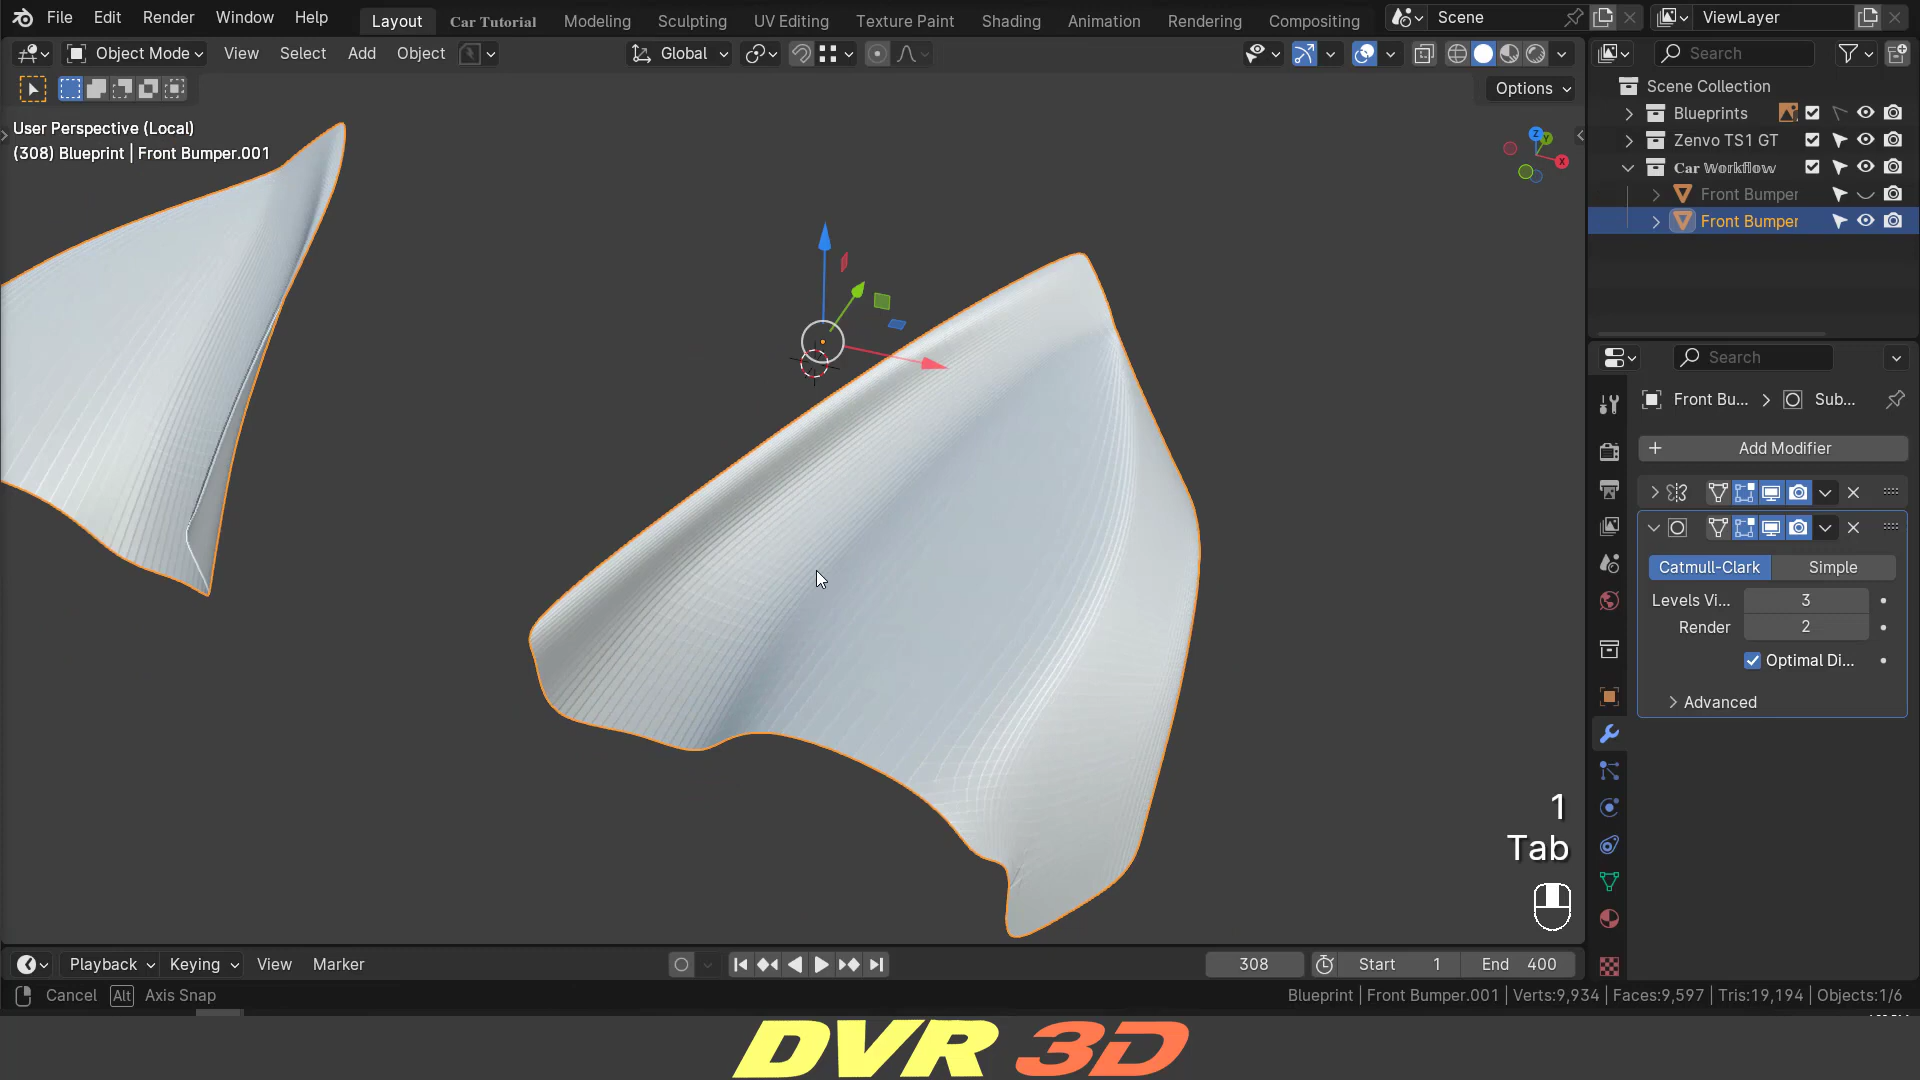 File Edit Render Window Help Layout Car Tutorial Modeling Sculpting UV Editing Texture Paint Shading Animation Rendering Compositing Scene ViewLayer
Object Mode View Select Add Object Global Search
Options
User Perspective (Local)
(308) Blueprint | Front Bumper.001
Scene Collection
Blueprints
Zenvo TS1 GT
Car Workflow
Front Bumper
Front Bumper
Z
Y
X
Search
Front Bu... Sub...
Add Modifier
Catmull-Clark Simple
Levels Vi... 3
Render 2
Optimal Di...
Advanced
1
Tab
Playback Keying View Marker 308 Start 1 End 400
Cancel Alt Axis Snap Blueprint | Front Bumper.001 | Verts:9,934 | Faces:9,597 | Tris:19,194 | Objects:1/6
DVR 3D